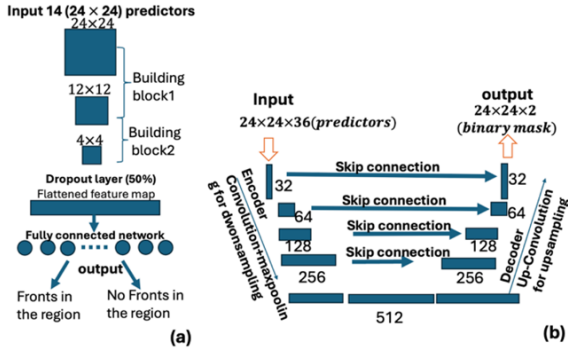 Input 14 (24 × 24) predictors
24×24
12×12
Building
block1
4×4
Building
block2
Dropout layer (50%)
Flattened feature map
Fully connected network
output
Fronts in
the region
No Fronts in
the region
(a)
Input
24×24×36(predictors)
output
24×24×2
(binary mask)
Skip connection
32
32
Skip connection
64
64
Skip connection
128
128
Skip connection
256
256
512
Encoder
Convolution+maxpoolin
g for dwonsampling
Decoder
Up-Convolution
for upsampling
(b)